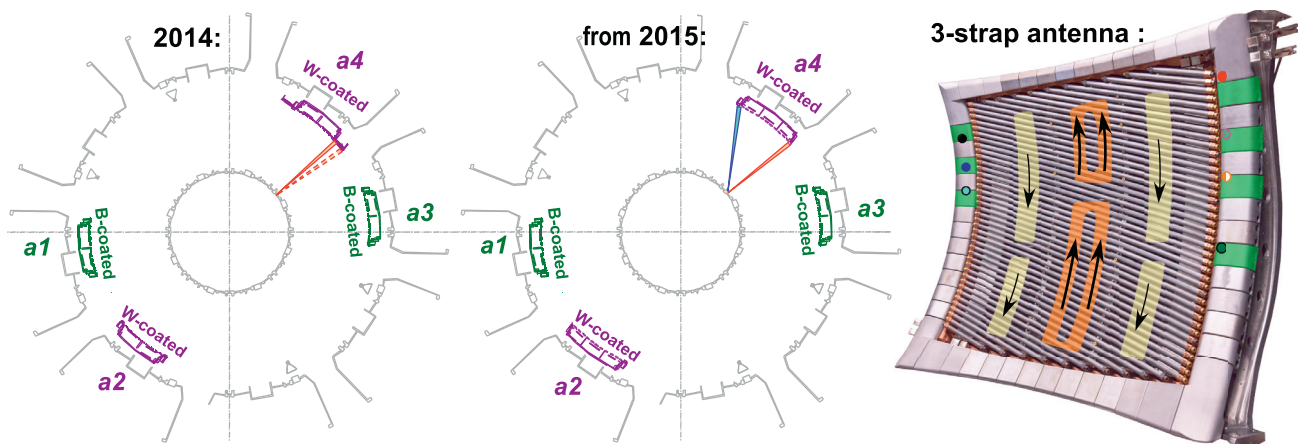 2014:
a4
W-coated
B-coated
a3
a1
B-coated
W-coated
a2
from 2015:
a4
W-coated
B-coated
a3
a1
B-coated
W-coated
a2
3-strap antenna :